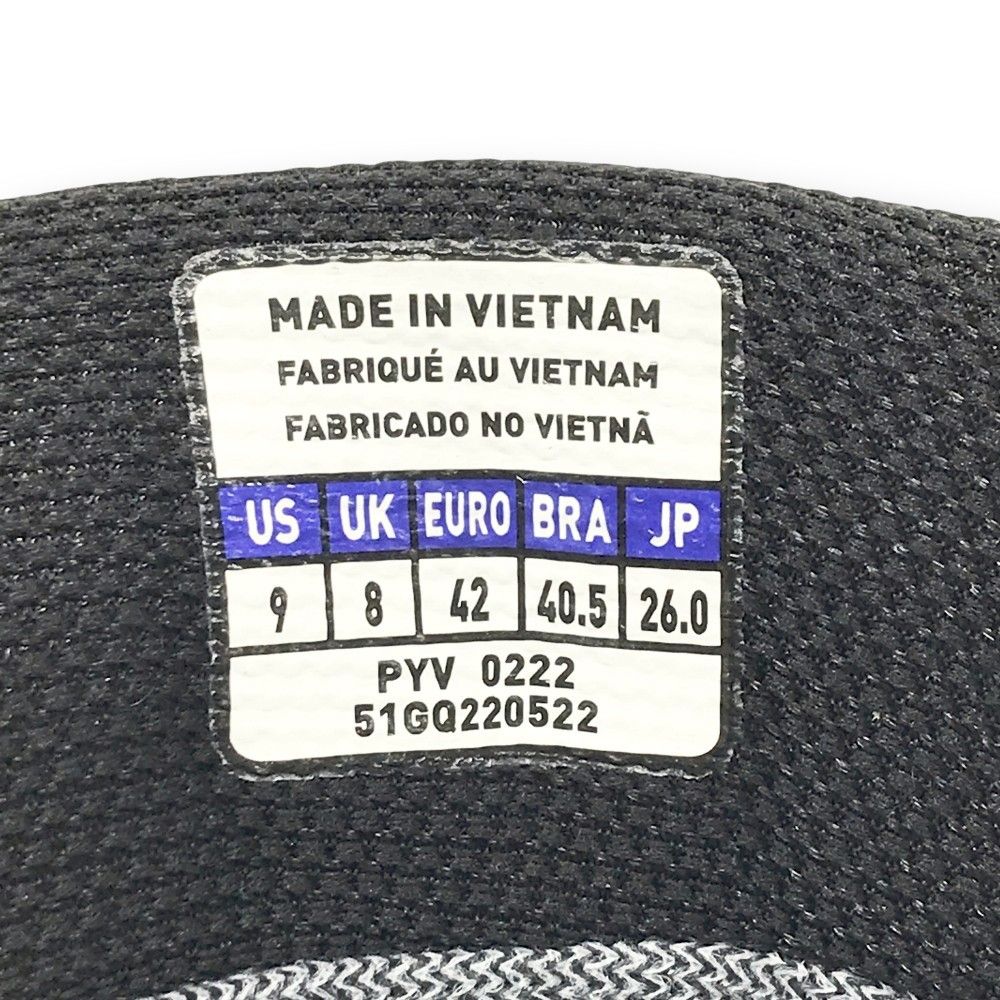 MADE IN VIETNAM
FABRIQUÉ AU VIETNAM
FABRICADO NO VIETNÃ
US UK EURO BRA JP
9 8 42 40.5 26.0
PYV 0222
51GQ220522